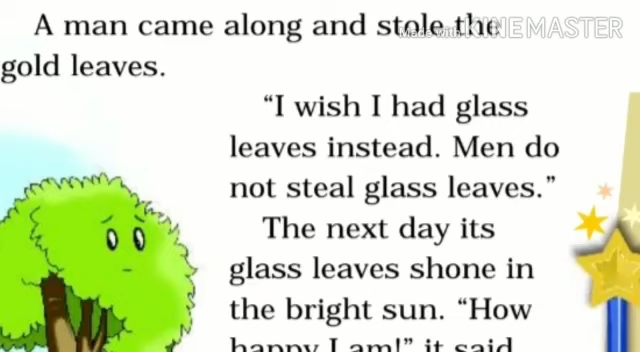 A man came along and stole the
gold leaves.
Made with KINEMASTER
"I wish I had glass
leaves instead. Men do
not steal glass leaves."
The next day its
glass leaves shone in
the bright sun. "How
happy I am!" it said